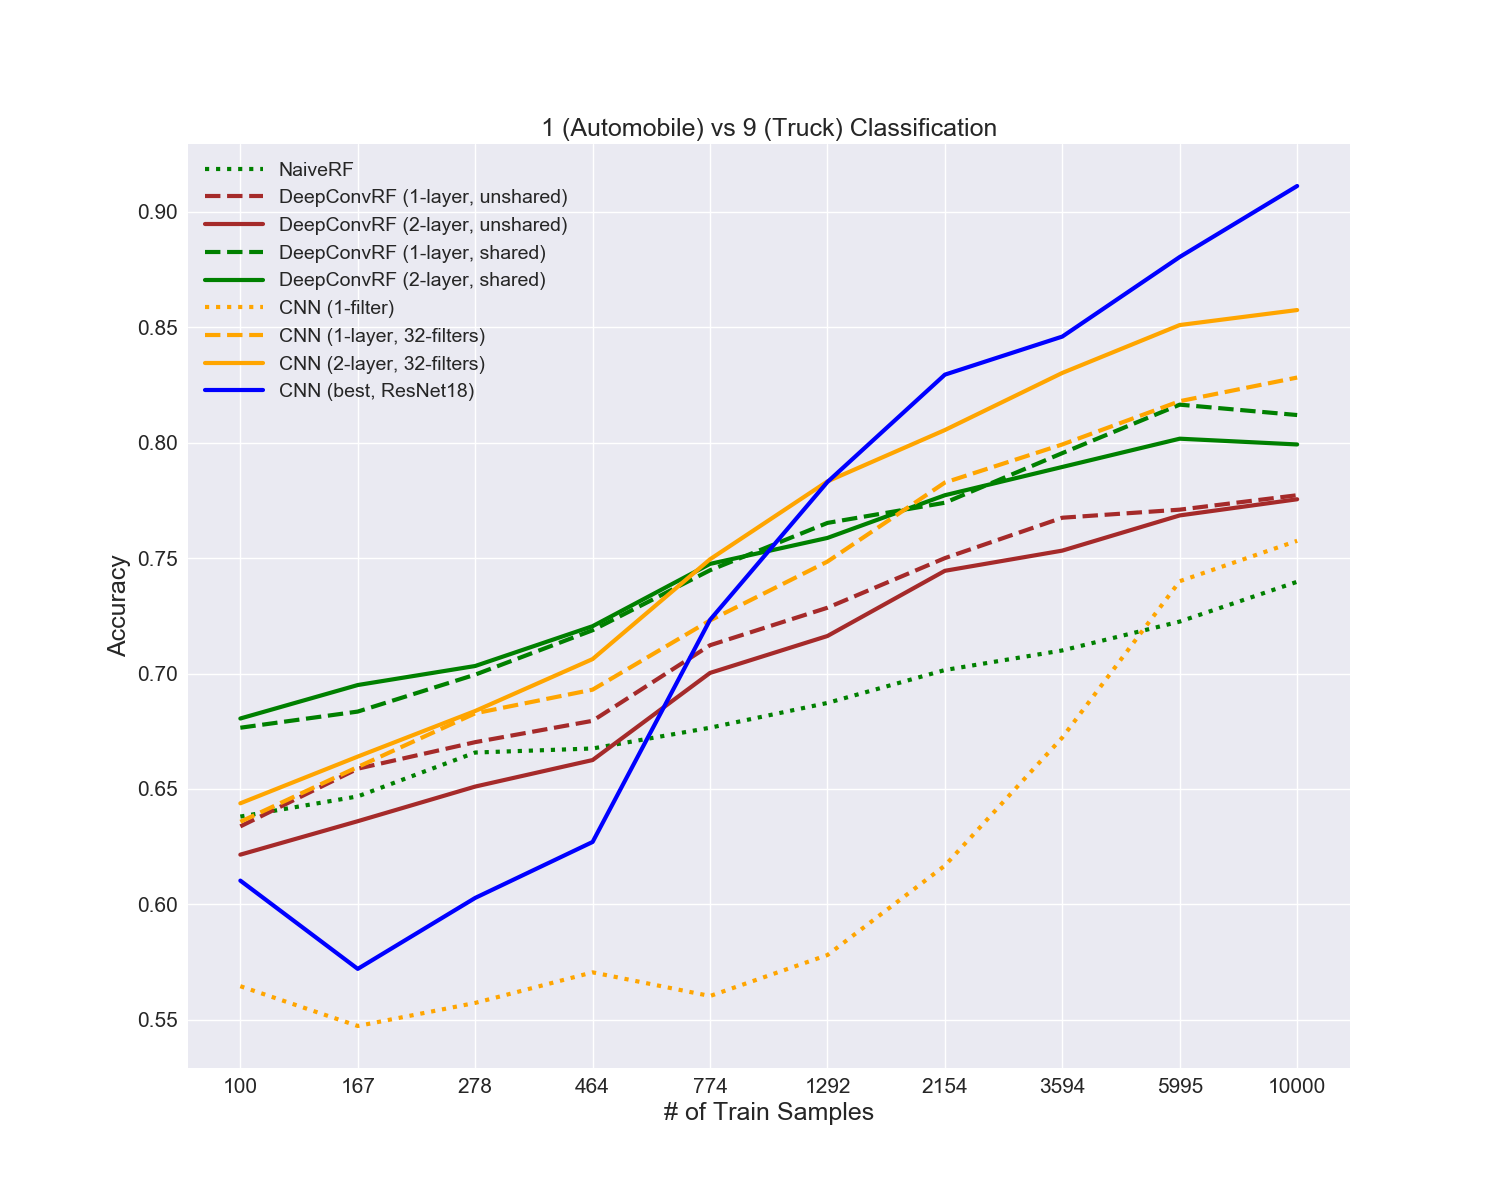 1 (Automobile) vs 9 (Truck) Classification
NaiveRF
DeepConvRF (1-layer, unshared)
DeepConvRF (2-layer, unshared)
DeepConvRF (1-layer, shared)
DeepConvRF (2-layer, shared)
CNN (1-filter)
CNN (1-layer, 32-filters)
CNN (2-layer, 32-filters)
CNN (best, ResNet18)
0.90
0.85
0.80
0.75
0.70
0.65
0.60
0.55
Accuracy
100 167 278 464 774 1292 2154 3594 5995 10000
# of Train Samples